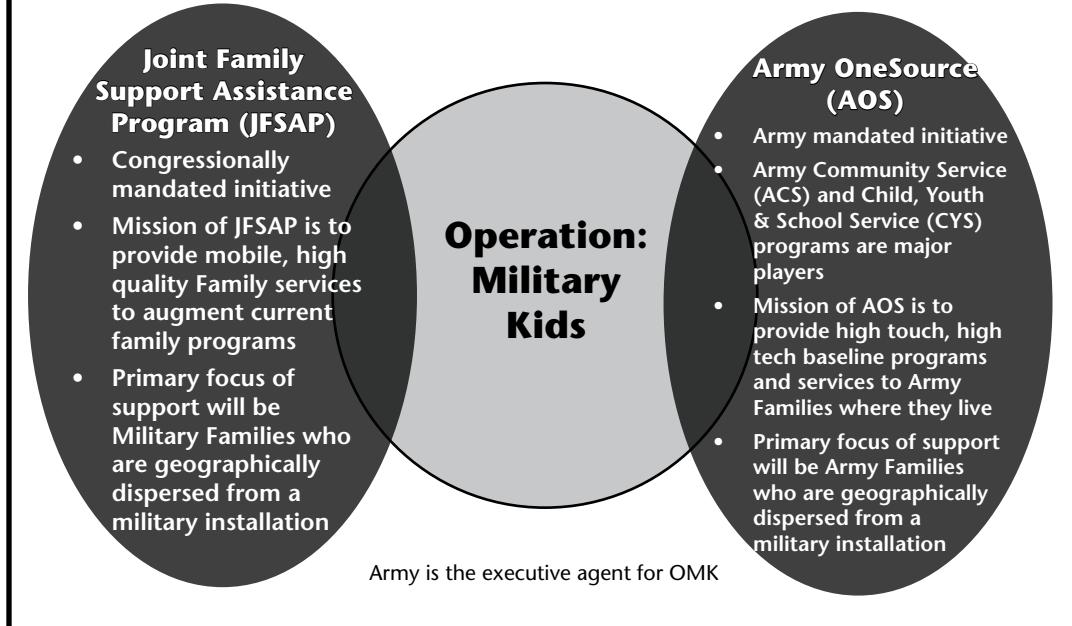 Joint Family
Support Assistance
Program (JFSAP)
• Congressionally
mandated initiative
• Mission of JFSAP is to
provide mobile, high
quality Family services
to augment current
family programs
• Primary focus of
support will be
Military Families who
are geographically
dispersed from a
military installation
Operation:
Military
Kids
Army OneSource
(AOS)
• Army mandated initiative
• Army Community Service
(ACS) and Child, Youth
& School Service (CYS)
programs are major
players
• Mission of AOS is to
provide high touch, high
tech baseline programs
and services to Army
Families where they live
• Primary focus of support
will be Army Families
who are geographically
dispersed from a
military installation
Army is the executive agent for OMK